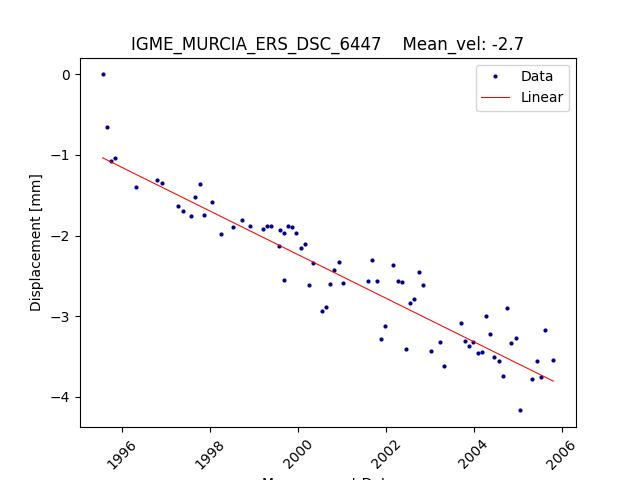 IGME_MURCIA_ERS_DSC_6447    Mean_vel: -2.7
Data
Linear
0
−1
−2
−3
−4
Displacement [mm]
1996
1998
2000
2002
2004
2006